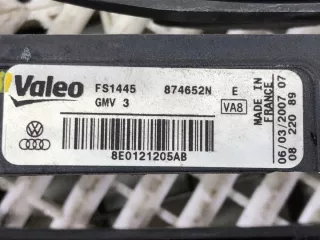 Valeo FS1445 874652N E
GMV 3 VA8
8E0121205AB
MADE IN
FRANCE
06/03/2007 07
08 220 89